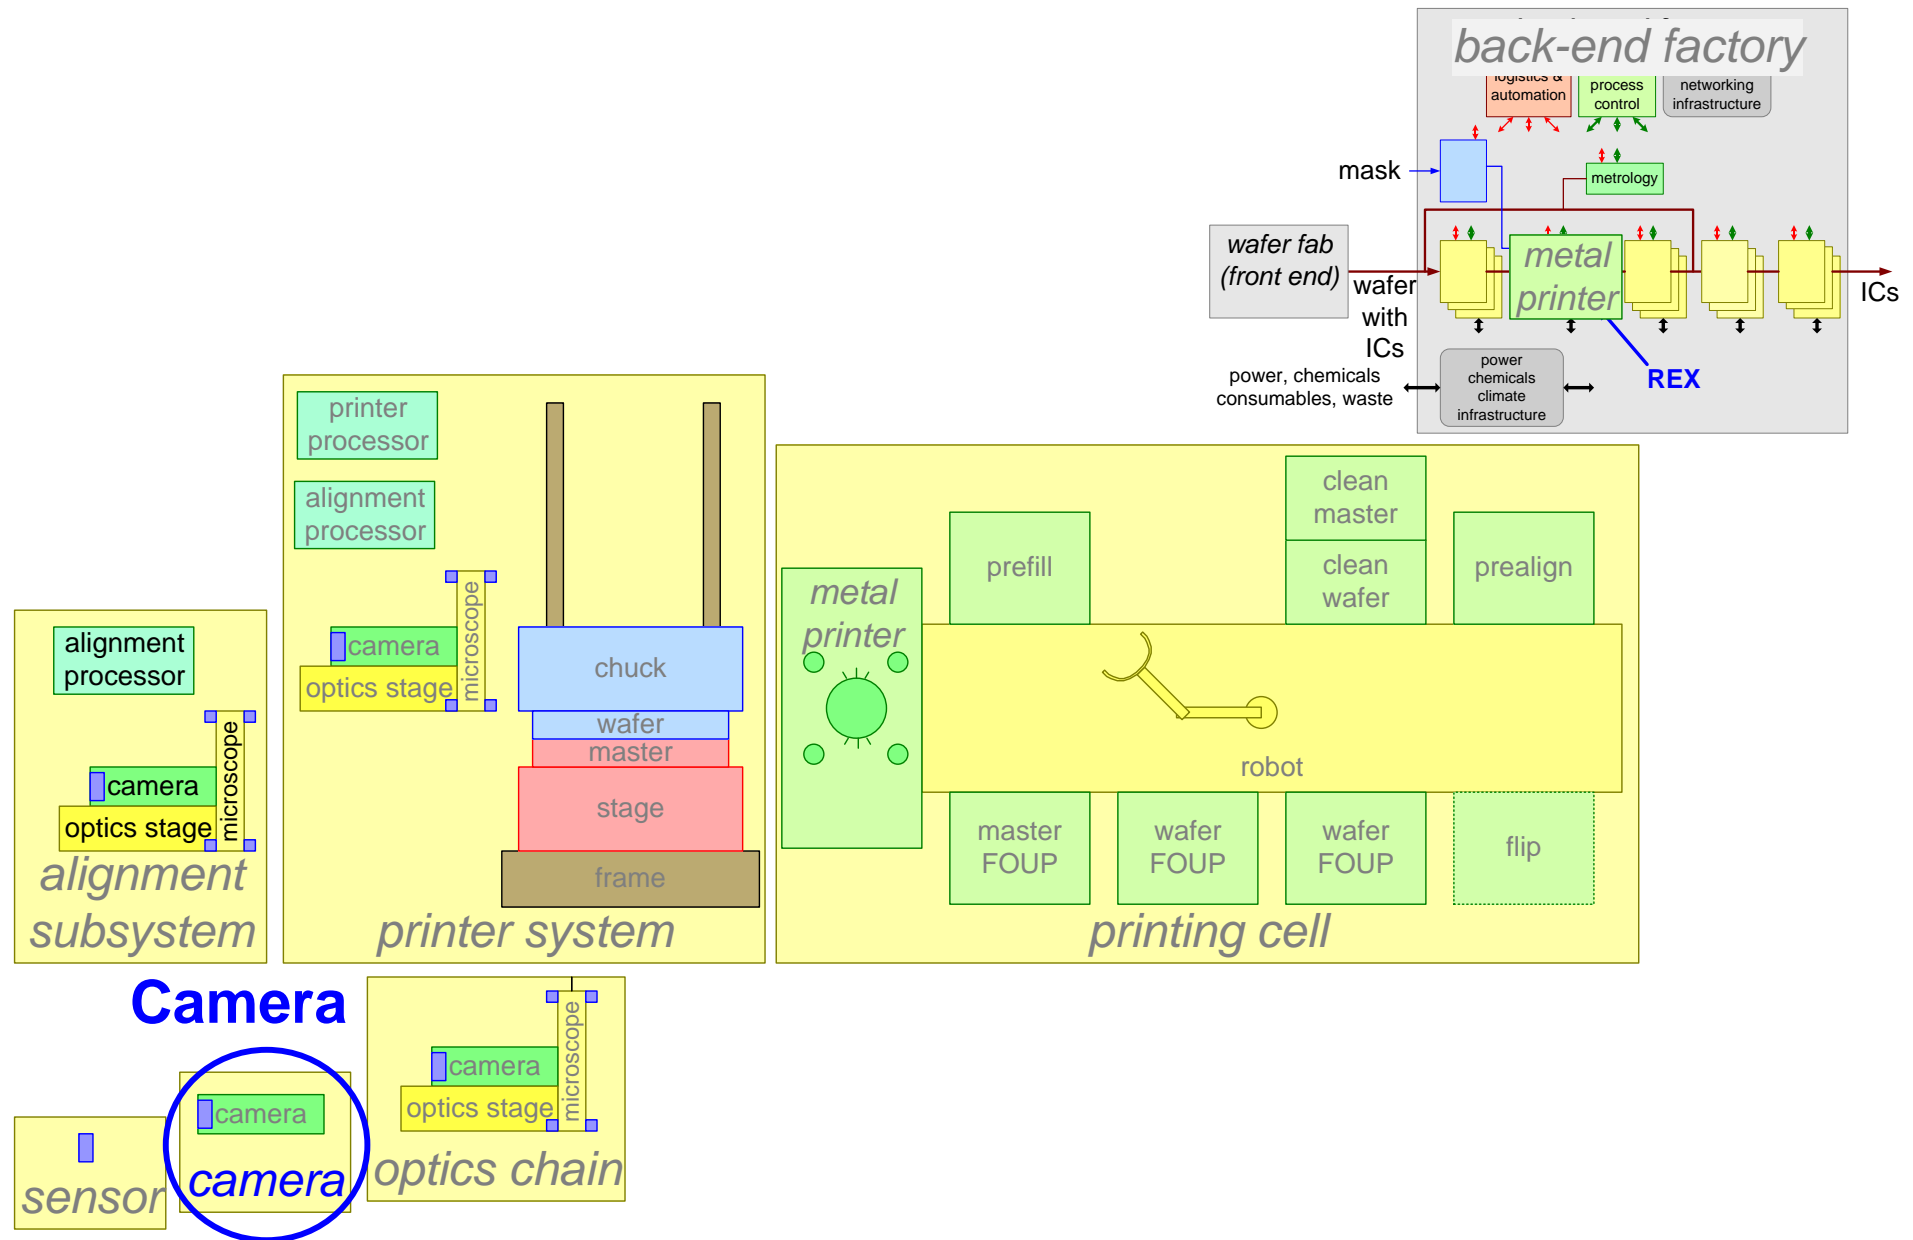 back-end factory
logistics &
automation
process
control
networking
infrastructure
mask
metrology
wafer fab
(front end)
wafer
with
ICs
metal
printer
ICs
power, chemicals
consumables, waste
power
chemicals
climate
infrastructure
REX
printer
processor
alignment
processor
camera
optics stage
microscope
chuck
wafer
master
stage
frame
printer system
alignment
processor
camera
optics stage
microscope
alignment
subsystem
metal
printer
prefill
clean
master
clean
wafer
prealign
robot
master
FOUP
wafer
FOUP
wafer
FOUP
flip
printing cell
Camera
sensor
camera
camera
camera
optics stage
microscope
optics chain